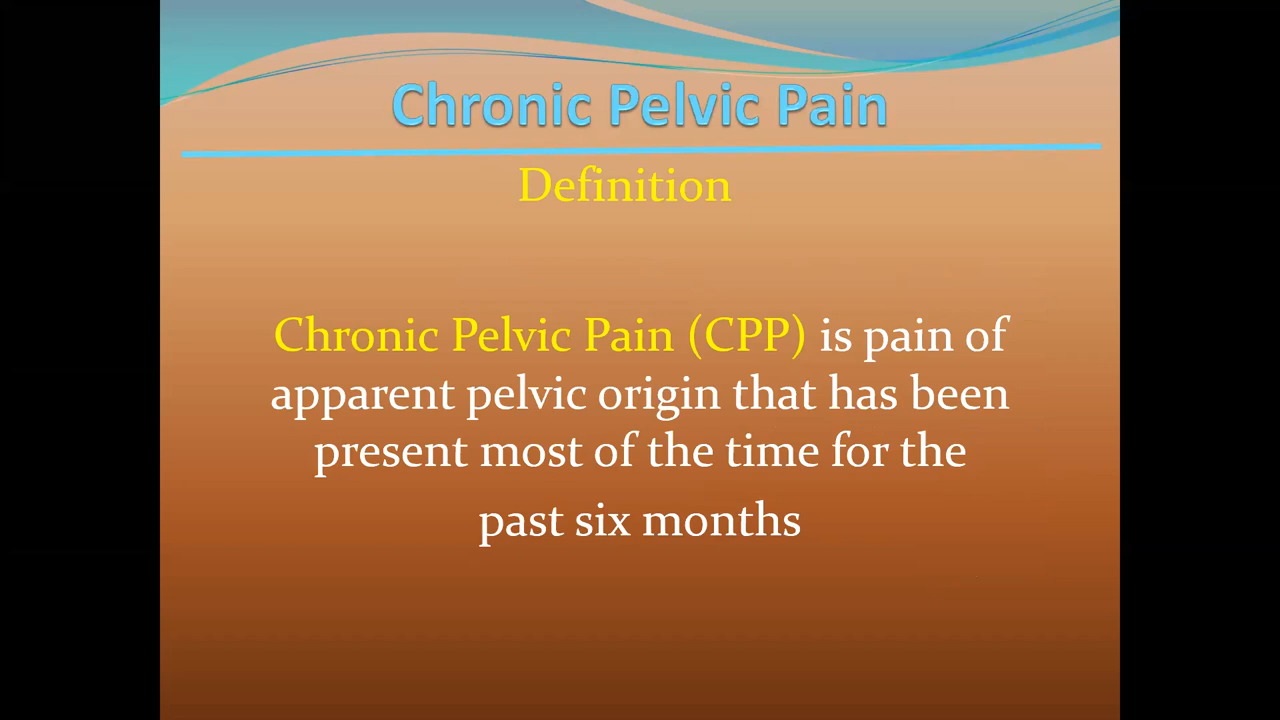 Chronic Pelvic Pain
Definition
Chronic Pelvic Pain (CPP) is pain of
apparent pelvic origin that has been
present most of the time for the
past six months